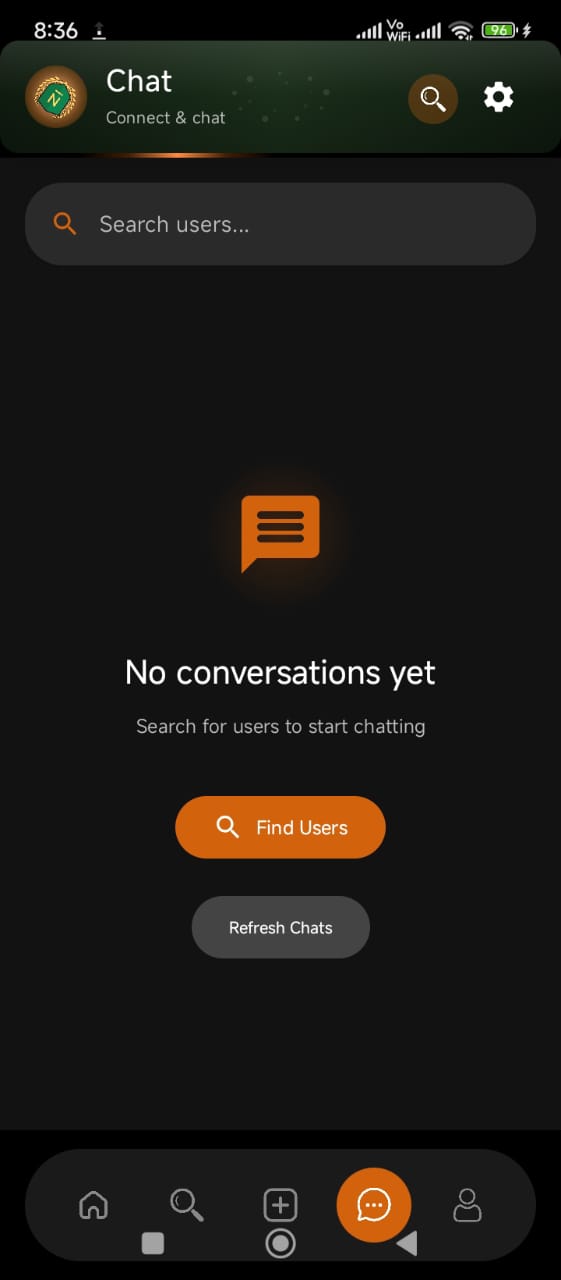 8:36
Vo
WiFi
96
Chat
Connect & chat
Search users...
No conversations yet
Search for users to start chatting
Find Users
Refresh Chats